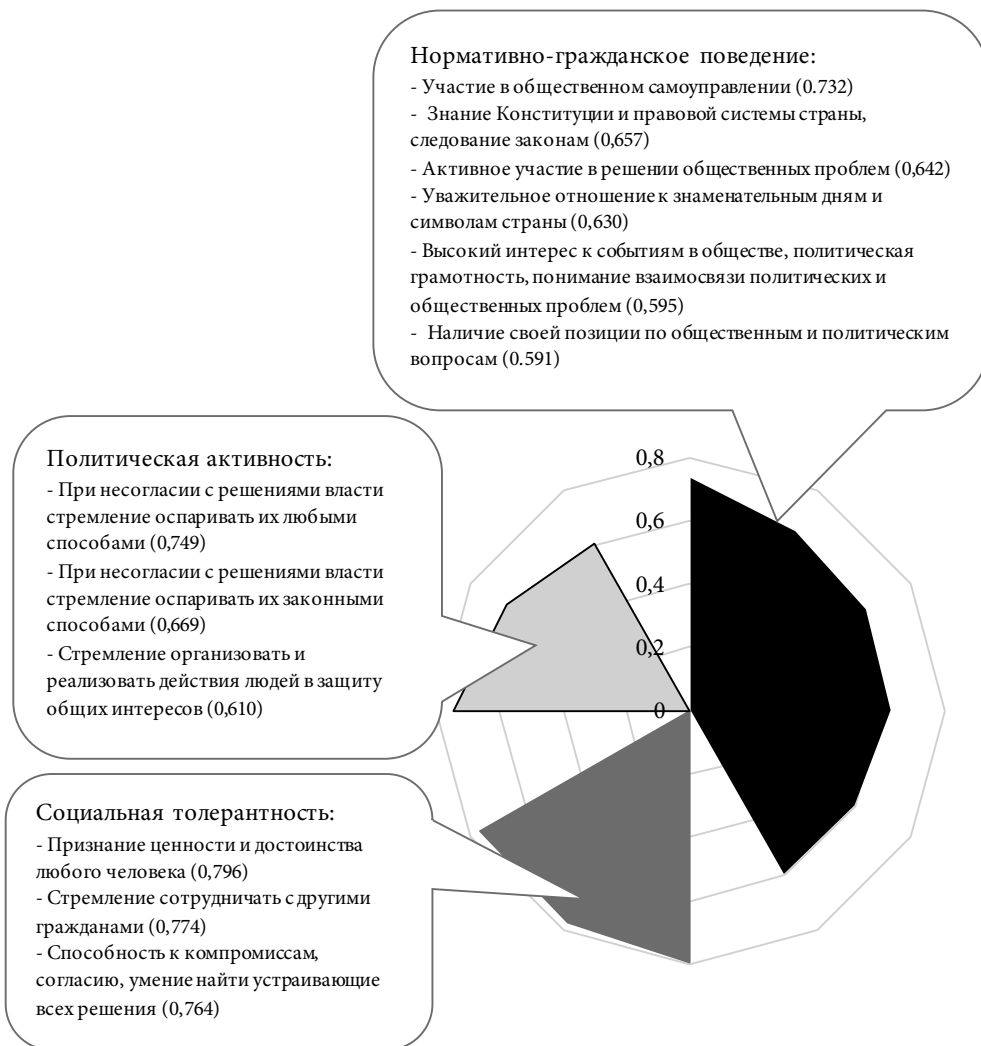 Нормативно-гражданское поведение:
- Участие в общественном самоуправлении (0.732)
- Знание Конституции и правовой системы страны,
следование законам (0,657)
- Активное участие в решении общественных проблем (0,642)
- Уважительное отношение к знаменательным дням и
символам страны (0,630)
- Высокий интерес к событиям в обществе, политическая
грамотность, понимание взаимосвязи политических и
общественных проблем (0,595)
- Наличие своей позиции по общественным и политическим
вопросам (0.591)
Политическая активность:
- При несогласии с решениями власти
стремление оспаривать их любыми
способами (0,749)
- При несогласии с решениями власти
стремление оспаривать их законными
способами (0,669)
- Стремление организовать и
реализовать действия людей в защиту
общих интересов (0,610)
0,8
0,6
0,4
0,2
0
Социальная толерантность:
- Признание ценности и достоинства
любого человека (0,796)
- Стремление сотрудничать с другими
гражданами (0,774)
- Способность к компромиссам,
согласию, умение найти устраивающие
всех решения (0,764)